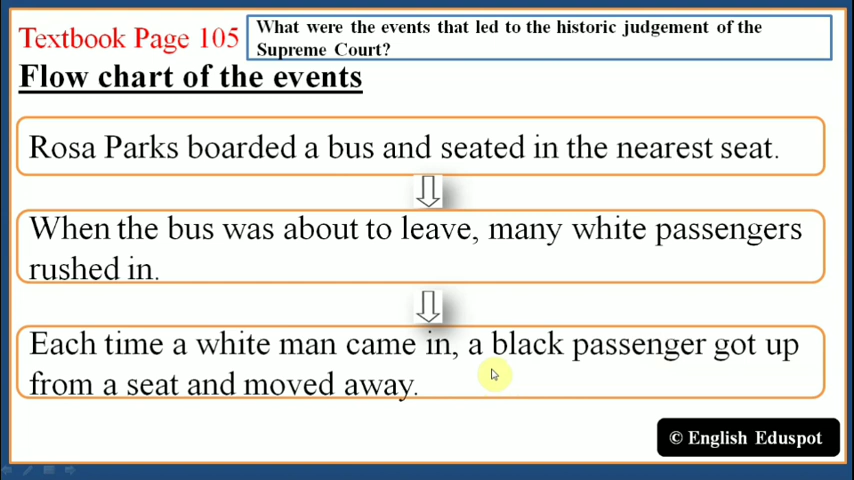 Textbook Page 105
What were the events that led to the historic judgement of the
Supreme Court?
Flow chart of the events
Rosa Parks boarded a bus and seated in the nearest seat.
When the bus was about to leave, many white passengers
rushed in.
Each time a white man came in, a black passenger got up
from a seat and moved away.
© English Eduspot